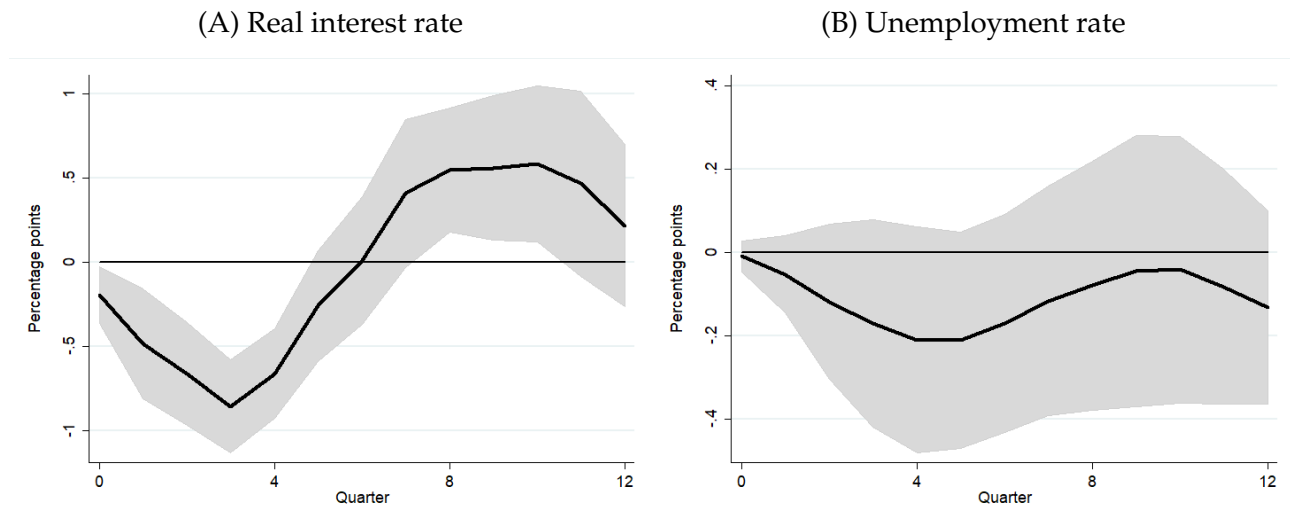 (A) Real interest rate
Percentage points
1
.5
0
-.5
-1
0 4 8 12
Quarter
(B) Unemployment rate
Percentage points
.4
.2
0
-.2
-.4
0 4 8 12
Quarter